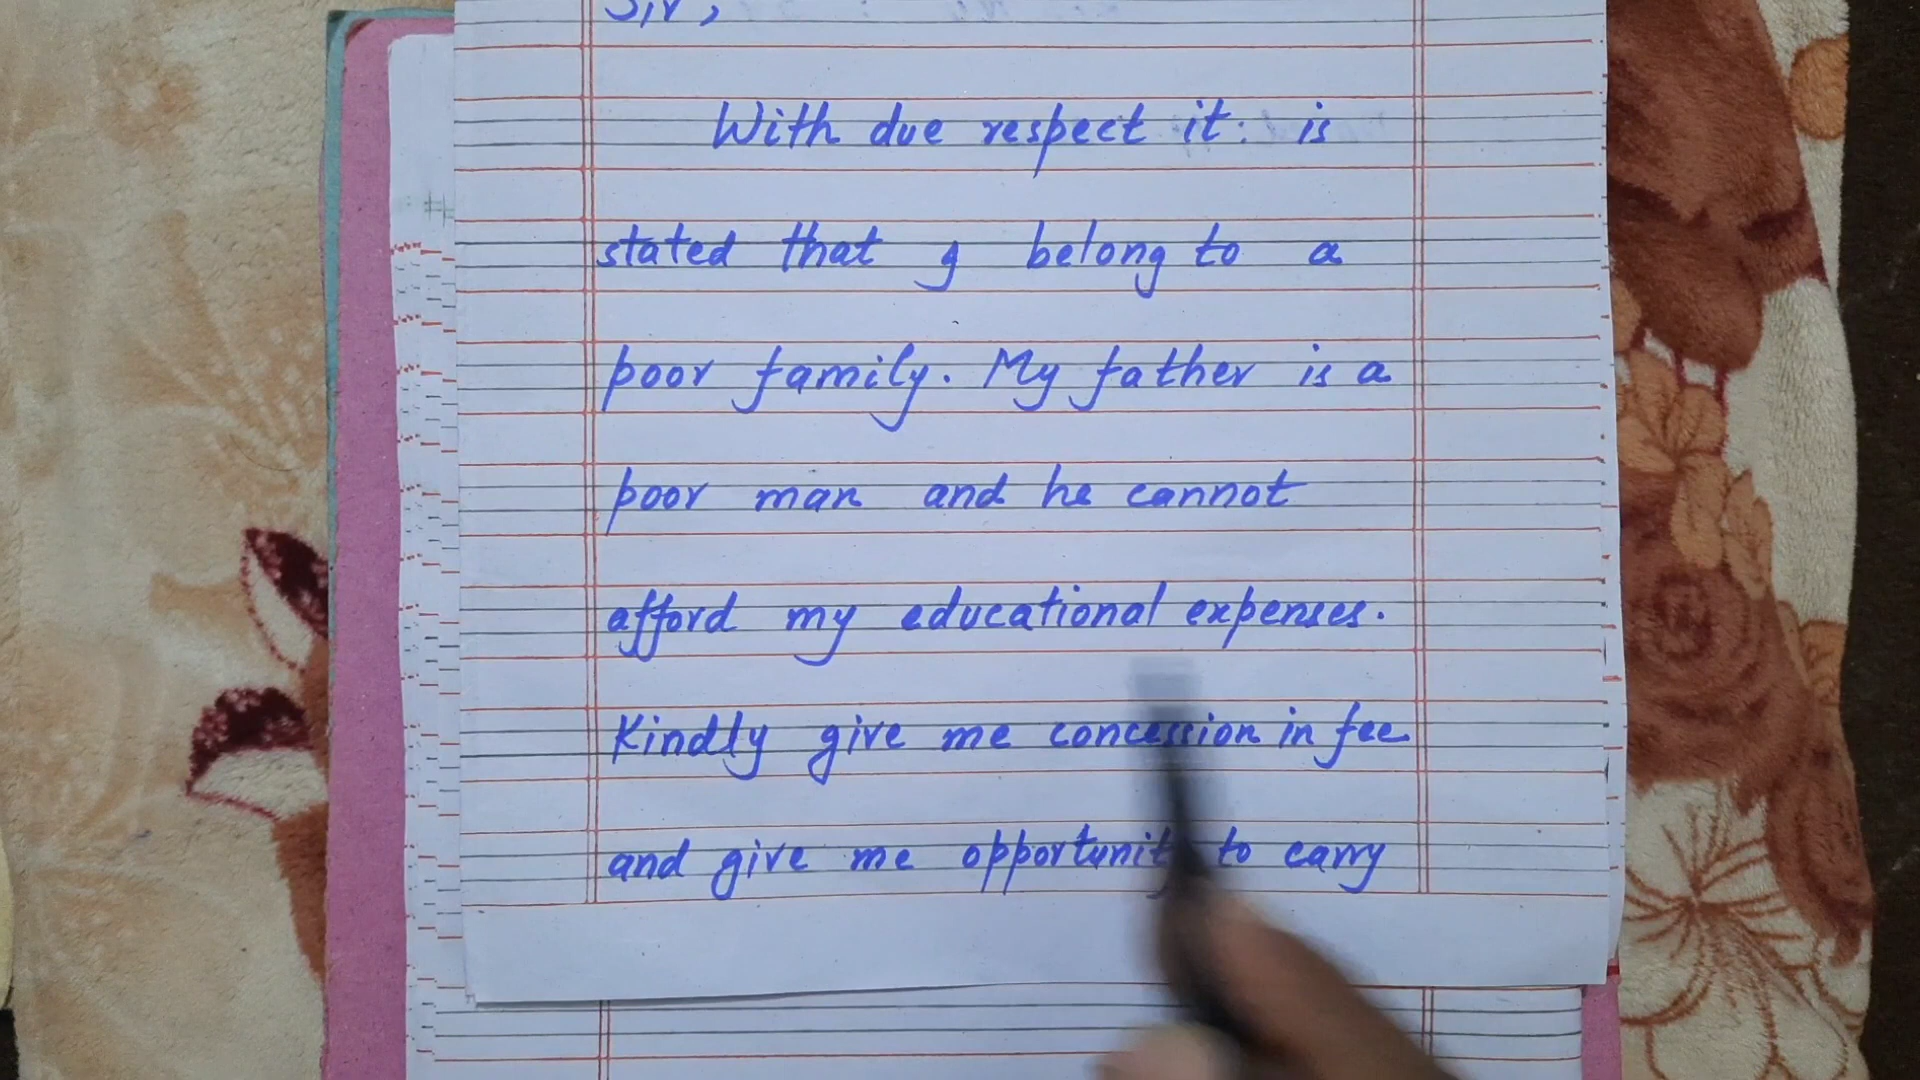 Sir,
With due respect it: is
stated that I belong to a
poor family. My father is a
poor man and he cannot
afford my educational expenses.
Kindly give me concession in fee
and give me opportunity to carry